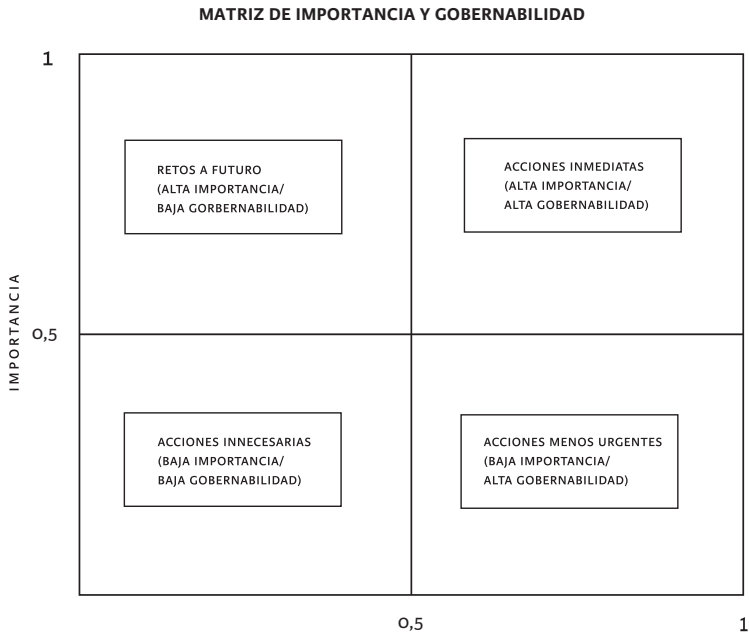 MATRIZ DE IMPORTANCIA Y GOBERNABILIDAD
1
RETOS A FUTURO
(ALTA IMPORTANCIA/
BAJA GORBERNABILIDAD)
ACCIONES INMEDIATAS
(ALTA IMPORTANCIA/
ALTA GOBERNABILIDAD)
IMPORTANCIA
0,5
ACCIONES INNECESARIAS
(BAJA IMPORTANCIA/
BAJA GOBERNABILIDAD)
ACCIONES MENOS URGENTES
(BAJA IMPORTANCIA/
ALTA GOBERNABILIDAD)
0,5
1